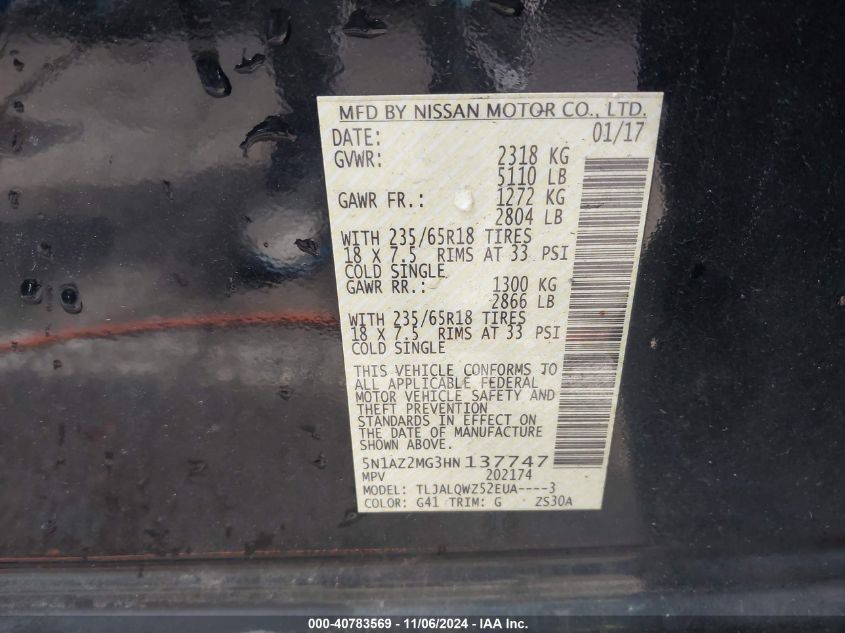 MFD BY NISSAN MOTOR CO., LTD.
DATE: 01/17
GVWR: 2318 KG
5110 LB
GAWR FR.: 1272 KG
2804 LB
WITH 235/65R18 TIRES
18 X 7.5 RIMS AT 33 PSI
COLD SINGLE
GAWR RR.: 1300 KG
2866 LB
WITH 235/65R18 TIRES
18 X 7.5 RIMS AT 33 PSI
COLD SINGLE
THIS VEHICLE CONFORMS TO
ALL APPLICABLE FEDERAL
MOTOR VEHICLE SAFETY AND
THEFT PREVENTION
STANDARDS IN EFFECT ON
THE DATE OF MANUFACTURE
SHOWN ABOVE.
5N1AZ2MG3HN 137747
MPV 202174
MODEL: TLJALQWZ52EUA----3
COLOR: G41 TRIM: G ZS30A
000-40783569 - 11/06/2024 - IAA Inc.